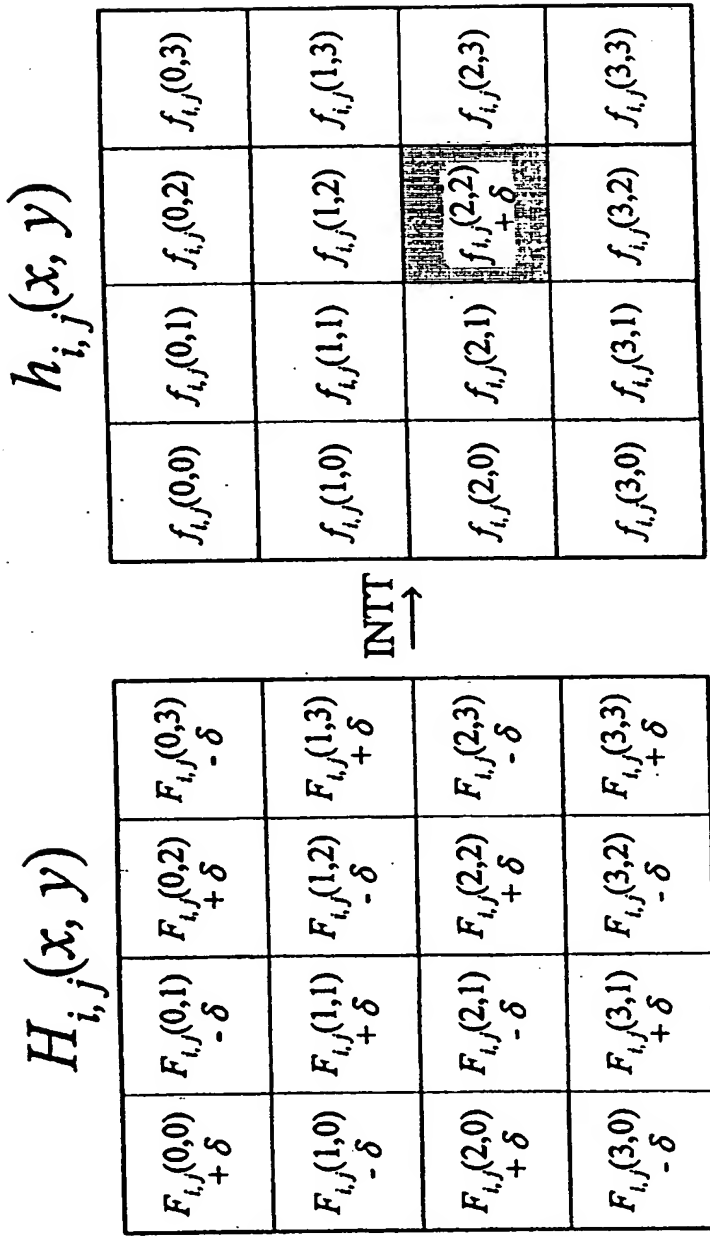 H_{i,j}(x, y)
F_{i,j}(0,0) + δ F_{i,j}(0,1) - δ F_{i,j}(0,2) + δ F_{i,j}(0,3) - δ
F_{i,j}(1,0) - δ F_{i,j}(1,1) + δ F_{i,j}(1,2) - δ F_{i,j}(1,3) + δ
F_{i,j}(2,0) + δ F_{i,j}(2,1) - δ F_{i,j}(2,2) + δ F_{i,j}(2,3) - δ
F_{i,j}(3,0) - δ F_{i,j}(3,1) + δ F_{i,j}(3,2) - δ F_{i,j}(3,3) + δ
INTT
→
h_{i,j}(x, y)
f_{i,j}(0,0) f_{i,j}(0,1) f_{i,j}(0,2) f_{i,j}(0,3)
f_{i,j}(1,0) f_{i,j}(1,1) f_{i,j}(1,2) f_{i,j}(1,3)
f_{i,j}(2,0) f_{i,j}(2,1) f_{i,j}(2,2) + δ f_{i,j}(2,3)
f_{i,j}(3,0) f_{i,j}(3,1) f_{i,j}(3,2) f_{i,j}(3,3)